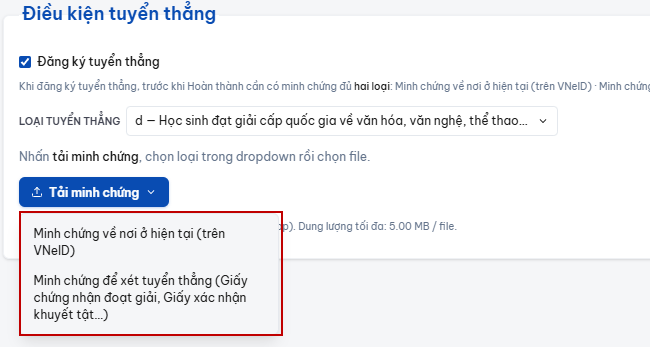 Điều kiện tuyển thẳng
Đăng ký tuyển thẳng
Khi đăng ký tuyển thẳng, trước khi Hoàn thành cần có minh chứng đủ hai loại: Minh chứng về nơi ở hiện tại (trên VNeID) · Minh chứng
LOẠI TUYỂN THẲNG d — Học sinh đạt giải cấp quốc gia về văn hóa, văn nghệ, thể thao...
Nhấn tải minh chứng, chọn loại trong dropdown rồi chọn file.
Tải minh chứng
). Dung lượng tối đa: 5.00 MB / file.
Minh chứng về nơi ở hiện tại (trên
VNeID)
Minh chứng để xét tuyển thẳng (Giấy
chứng nhận đoạt giải, Giấy xác nhận
khuyết tật...)